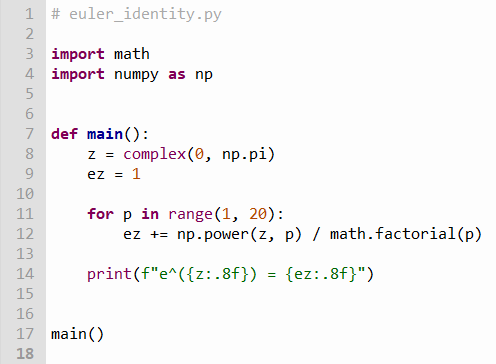 1 # euler_identity.py
2
3 import math
4 import numpy as np
5
6
7 def main():
8     z = complex(0, np.pi)
9     ez = 1
10
11     for p in range(1, 20):
12         ez += np.power(z, p) / math.factorial(p)
13
14     print(f"e^({z:.8f}) = {ez:.8f}")
15
16
17 main()
18